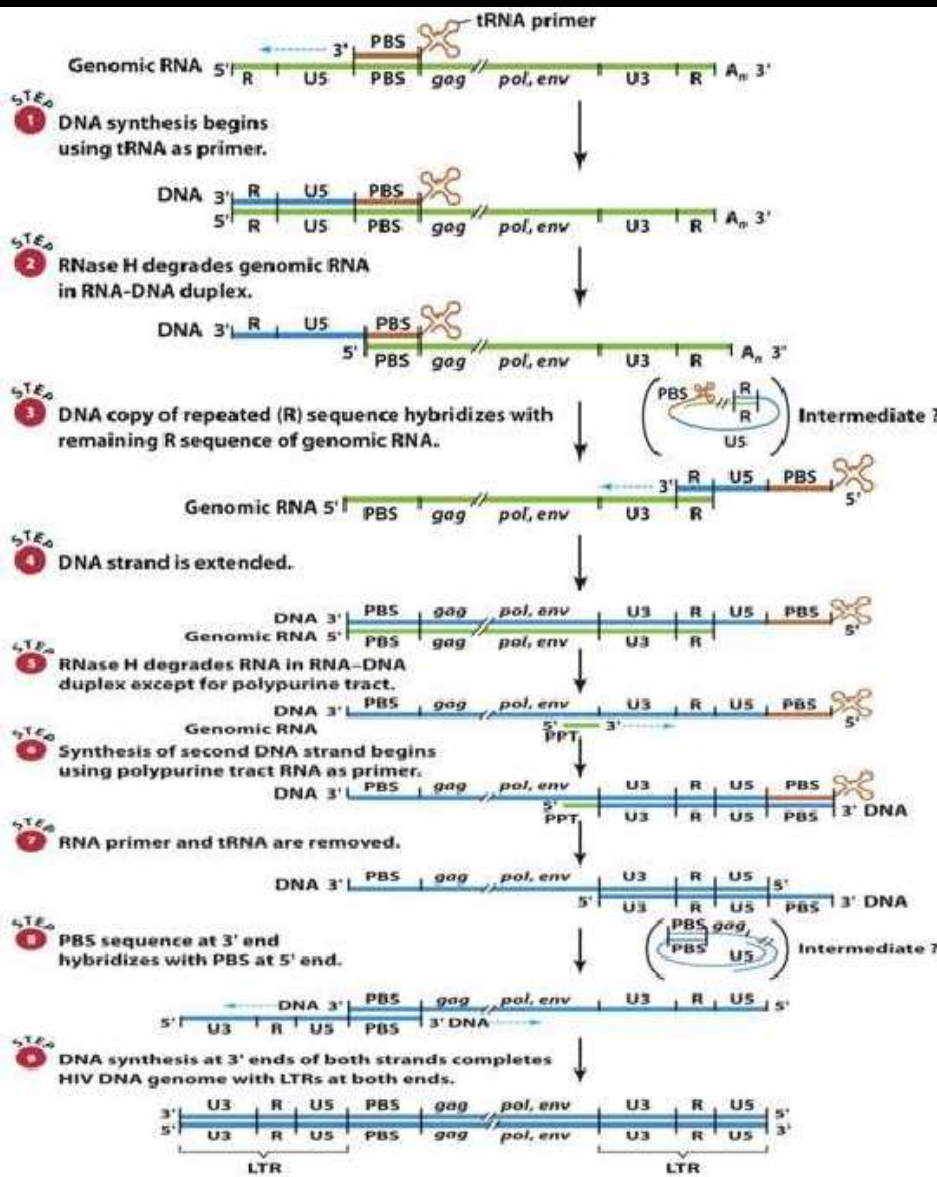 tRNA primer
3' PBS
Genomic RNA 5' R U5 PBS gag pol, env U3 R An 3'
STEP 1 DNA synthesis begins
using tRNA as primer.
DNA 3' R U5 PBS
5' R U5 PBS gag pol, env U3 R An 3'
STEP 2 RNase H degrades genomic RNA
in RNA-DNA duplex.
DNA 3' R U5 PBS
5' PBS gag pol, env U3 R An 3'
STEP 3 DNA copy of repeated (R) sequence hybridizes with
remaining R sequence of genomic RNA.
PBS R
R
U5
Intermediate ?
3' R U5 PBS
5'
Genomic RNA 5' PBS gag pol, env U3 R
STEP 4 DNA strand is extended.
DNA 3' PBS gag pol, env U3 R U5 PBS 5'
Genomic RNA 5' PBS gag pol, env U3 R
STEP 5 RNase H degrades RNA in RNA–DNA
duplex except for polypurine tract.
DNA 3' PBS gag pol, env U3 R U5 PBS 5'
Genomic RNA 5' 3'
PPT
STEP 6 Synthesis of second DNA strand begins
using polypurine tract RNA as primer.
DNA 3' PBS gag pol, env U3 R U5 PBS
5' PPT U3 R U5 PBS 3' DNA
STEP 7 RNA primer and tRNA are removed.
DNA 3' PBS gag pol, env U3 R U5 5'
5' U3 R U5 PBS 3' DNA
STEP 8 PBS sequence at 3' end
hybridizes with PBS at 5' end.
PBS gag,
PBS U5
Intermediate ?
DNA 3' PBS gag pol, env U3 R U5 5'
5' U3 R U5 PBS 3' DNA
STEP 9 DNA synthesis at 3' ends of both strands completes
HIV DNA genome with LTRs at both ends.
3' U3 R U5 PBS gag pol, env U3 R U5 5'
5' U3 R U5 PBS gag pol, env U3 R U5 3'
LTR LTR